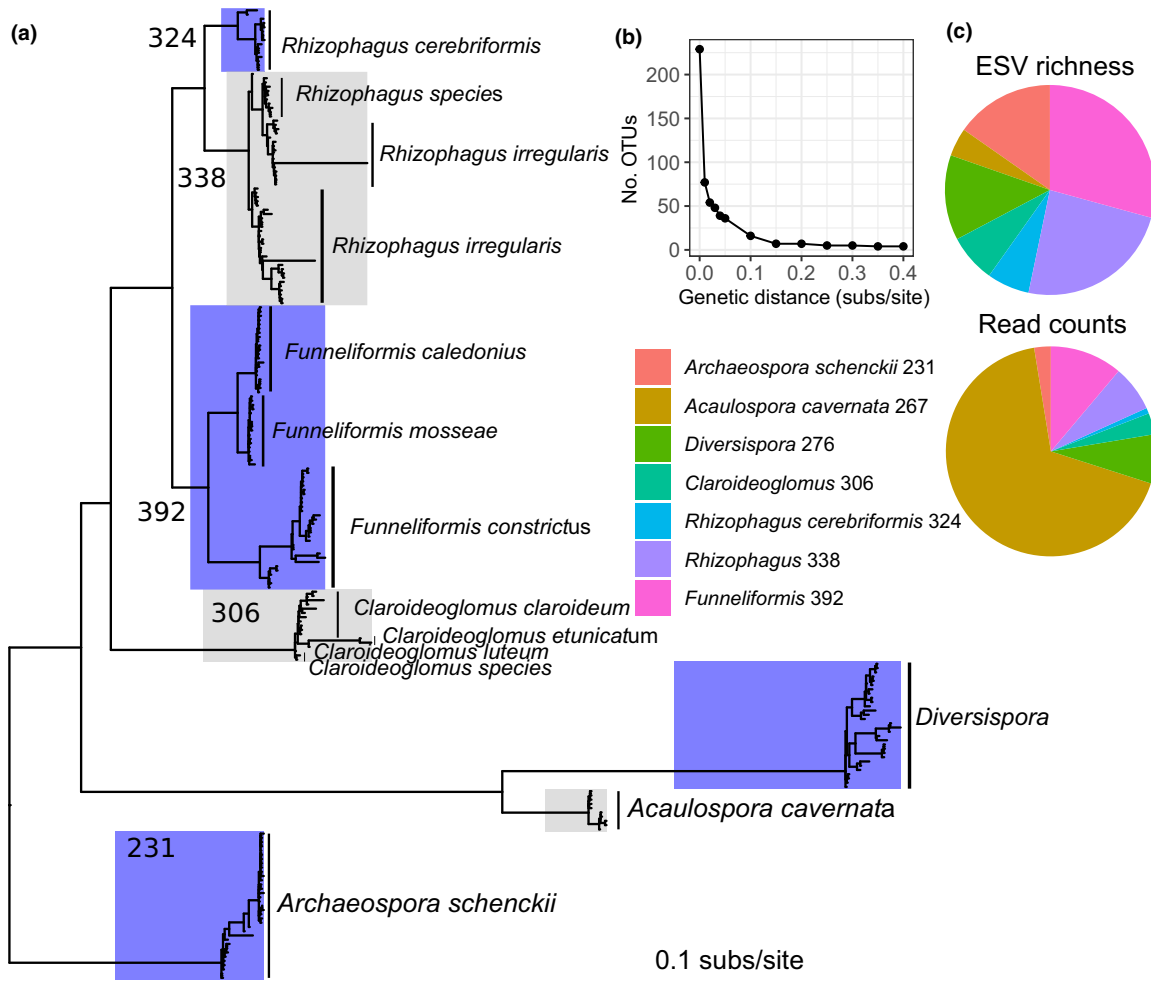 (a)
324
Rhizophagus cerebriformis
Rhizophagus species
Rhizophagus irregularis
338
Rhizophagus irregularis
Funneliformis caledonius
Funneliformis mosseae
392
Funneliformis constrictus
306
Claroideoglomus claroideum
Claroideoglomus etunicatum
Claroideoglomus luteum
Claroideoglomus species
Diversispora
Acaulospora cavernata
231
Archaeospora schenckii
0.1 subs/site
(b)
No. OTUs
200
150
100
50
0
0.0 0.1 0.2 0.3 0.4
Genetic distance (subs/site)
Archaeospora schenckii 231
Acaulospora cavernata 267
Diversispora 276
Claroideoglomus 306
Rhizophagus cerebriformis 324
Rhizophagus 338
Funneliformis 392
(c)
ESV richness
Read counts